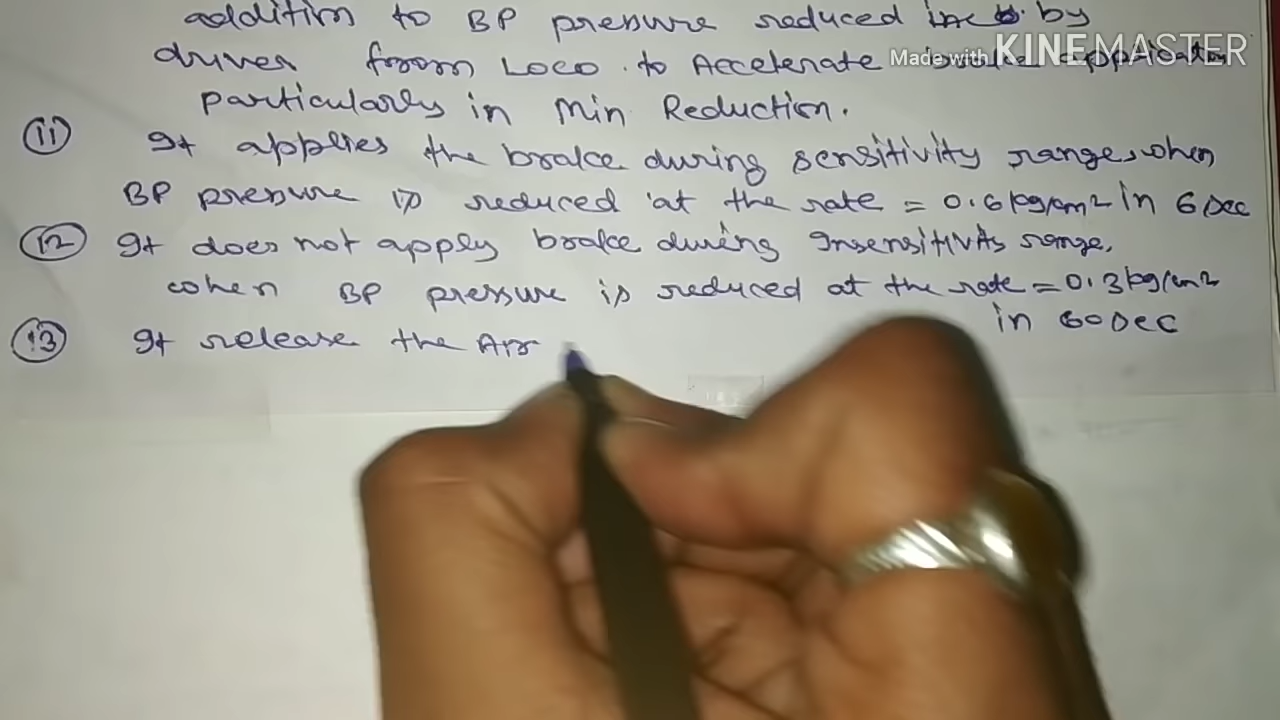 addition to BP pressure reduced by
Made with KINEMASTER
driver from Loco to Accelerate brake application
particularly in Min Reduction.
(11) It applies the brake during sensitivity range, when
BP pressure is reduced at the rate = 0.6 kg/cm2 in 6 sec
(12) It does not apply brake during Insensitivity range,
when BP pressure is reduced at the rate = 0.3 kg/cm2
in 60 sec
(13) It release the Air